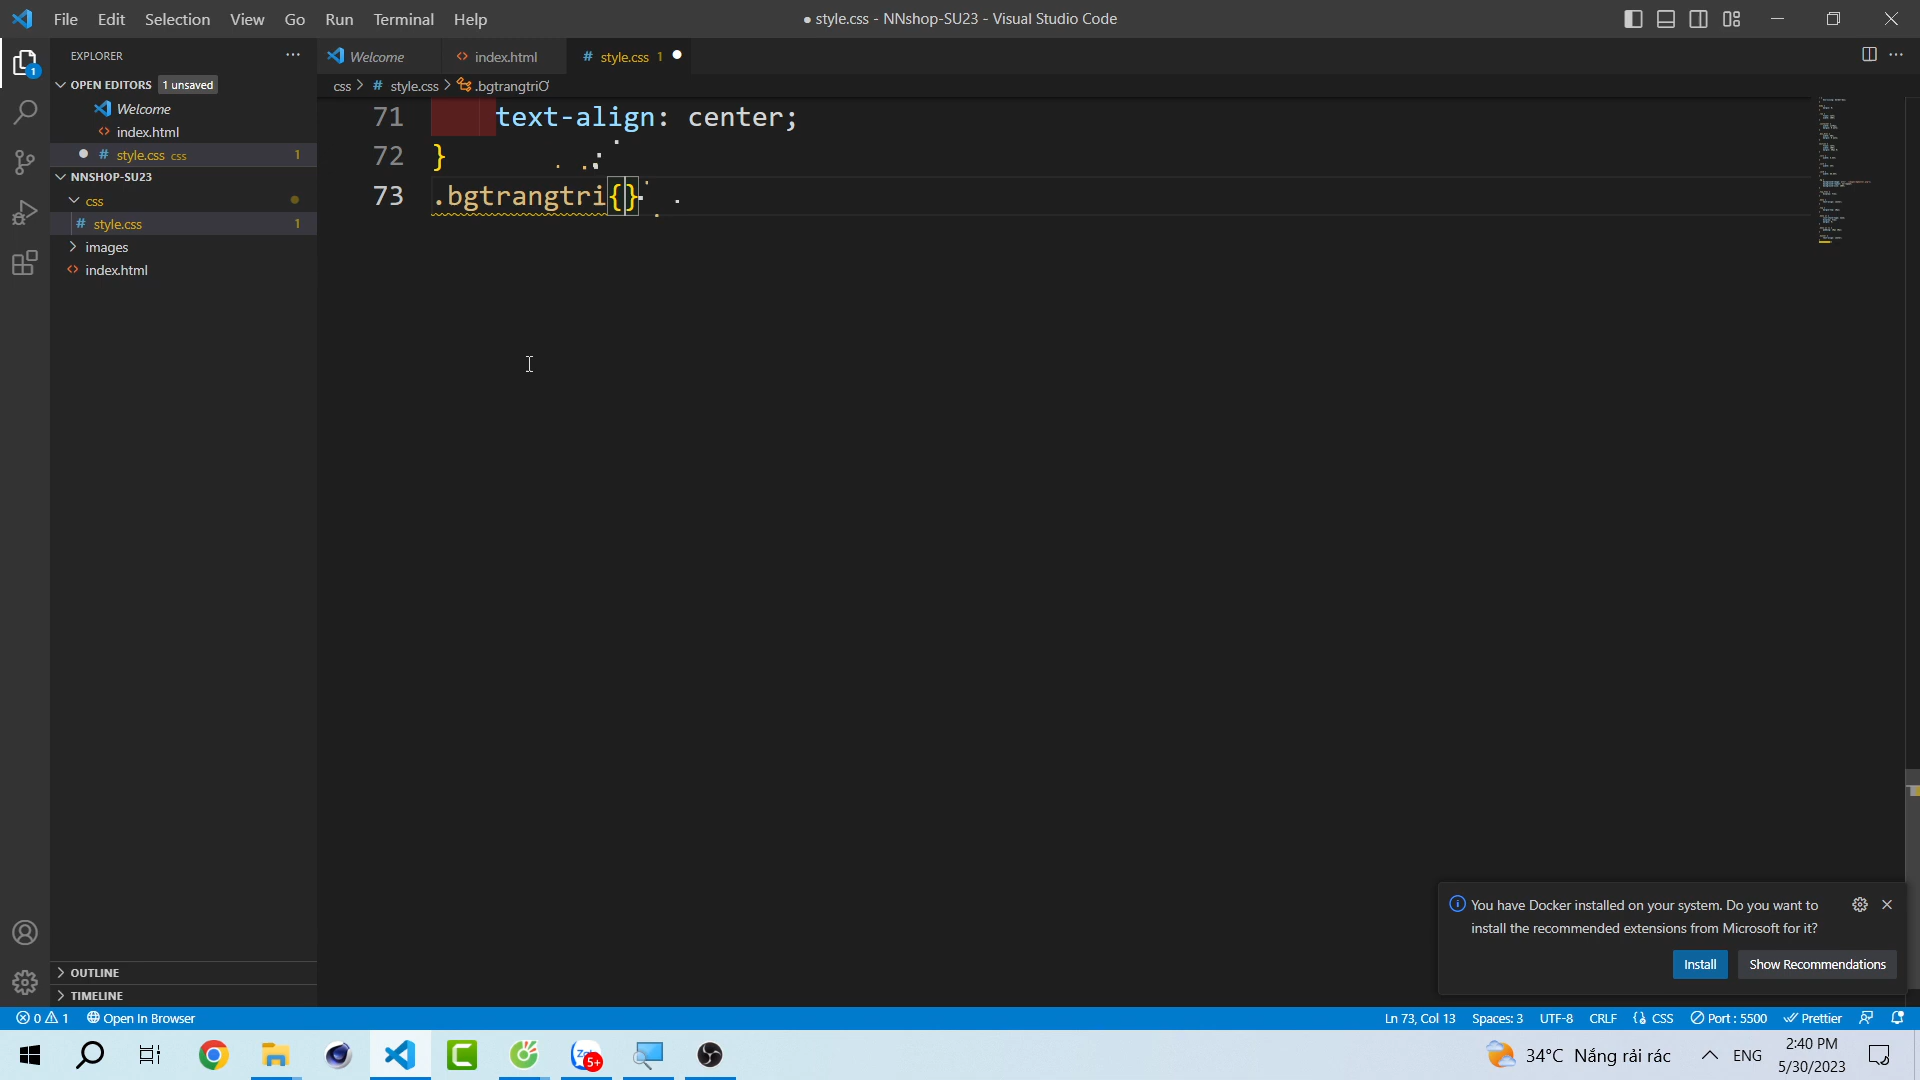 File Edit Selection View Go Run Terminal Help
● style.css - NNshop-SU23 - Visual Studio Code
EXPLORER
OPEN EDITORS 1 unsaved
Welcome
index.html
# style.css css 1
NNSHOP-SU23
css
# style.css 1
images
index.html
OUTLINE
TIMELINE
1
Welcome
index.html
# style.css 1
css > # style.css > .bgtrangtri
71 text-align: center;
72 }
73 .bgtrangtri{}
You have Docker installed on your system. Do you want to
install the recommended extensions from Microsoft for it?
Install
Show Recommendations
0 1 Open In Browser
Ln 73, Col 13 Spaces: 3 UTF-8 CRLF {} CSS Port : 5500 Prettier
5+
34°C Nắng rải rác
ENG
2:40 PM
5/30/2023